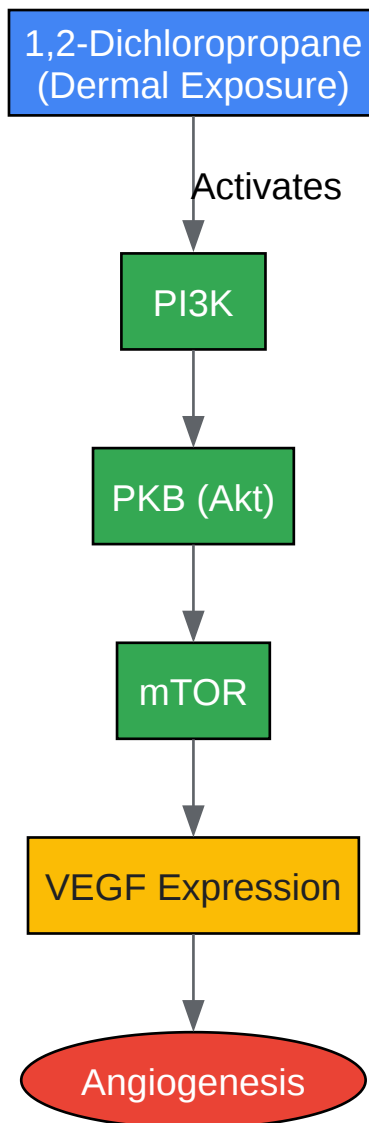 1,2-Dichloropropane
(Dermal Exposure)
Activates
PI3K
PKB (Akt)
mTOR
VEGF Expression
Angiogenesis